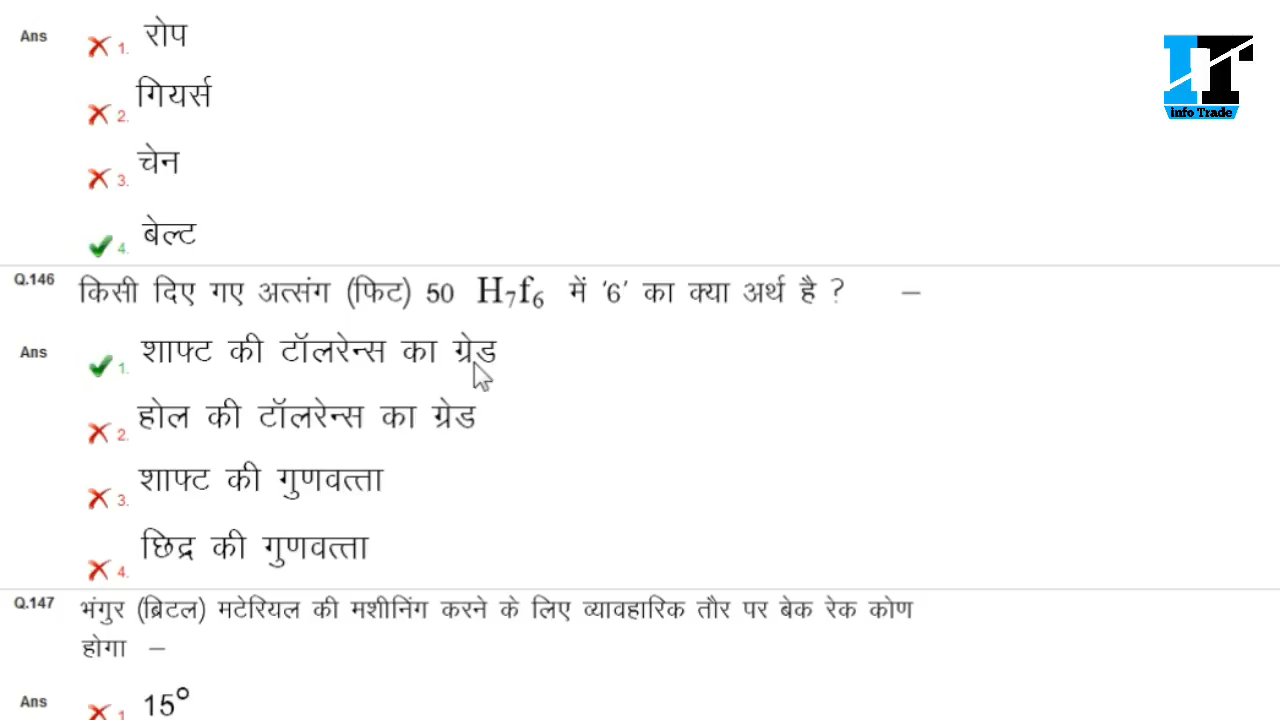 Ans
1. रोप
2. गियर्स
3. चेन
4. बेल्ट
Info Trade
Q.146 किसी दिए गए अत्संग (फिट) 50 H₇f₆ में '6' का क्या अर्थ है ? –
Ans
1. शाफ्ट की टॉलरेन्स का ग्रेड
2. होल की टॉलरेन्स का ग्रेड
3. शाफ्ट की गुणवत्ता
4. छिद्र की गुणवत्ता
Q.147 भंगुर (ब्रिटल) मटेरियल की मशीनिंग करने के लिए व्यावहारिक तौर पर बेक रेक कोण
होगा –
Ans
1. 15°